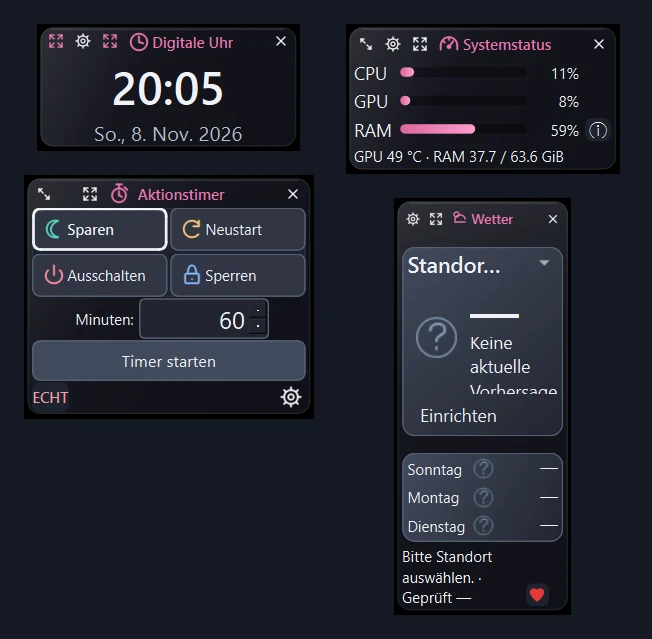 Digitale Uhr
20:05
So., 8. Nov. 2026
Systemstatus
CPU 11%
GPU 8%
RAM 59%
GPU 49 °C · RAM 37.7 / 63.6 GiB
Aktionstimer
Sparen Neustart
Ausschalten Sperren
Minuten: 60
Timer starten
ECHT
Wetter
Standor...
Keine
aktuelle
Vorhersage
Einrichten
Sonntag —
Montag —
Dienstag —
Bitte Standort
auswählen. ·
Geprüft —